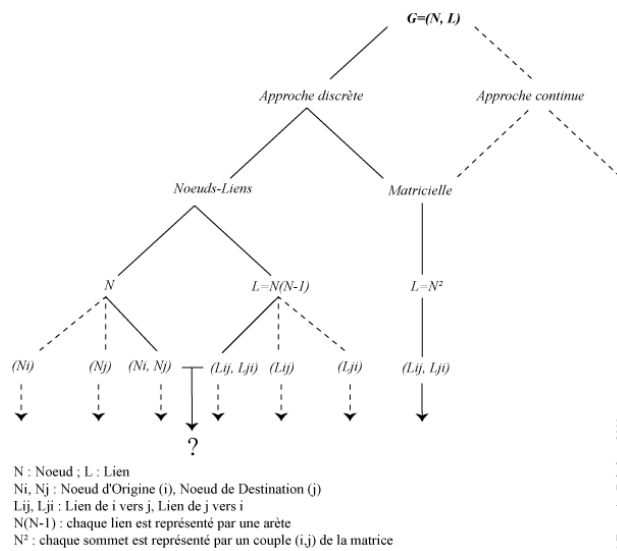 G=(N, L)
Approche discrète Approche continue
Noeuds-Liens Matricielle
N L=N(N-1) L=N²
(Ni) (Nj) (Ni, Nj) (Lij, Lji) (Lij) (Lji) (Lij, Lji)
?
N : Noeud ; L : Lien
Ni, Nj : Noeud d'Origine (i), Noeud de Destination (j)
Lij, Lji : Lien de i vers j, Lien de j vers i
N(N-1) : chaque lien est représenté par une arète
N² : chaque sommet est représenté par un couple (i,j) de la matrice